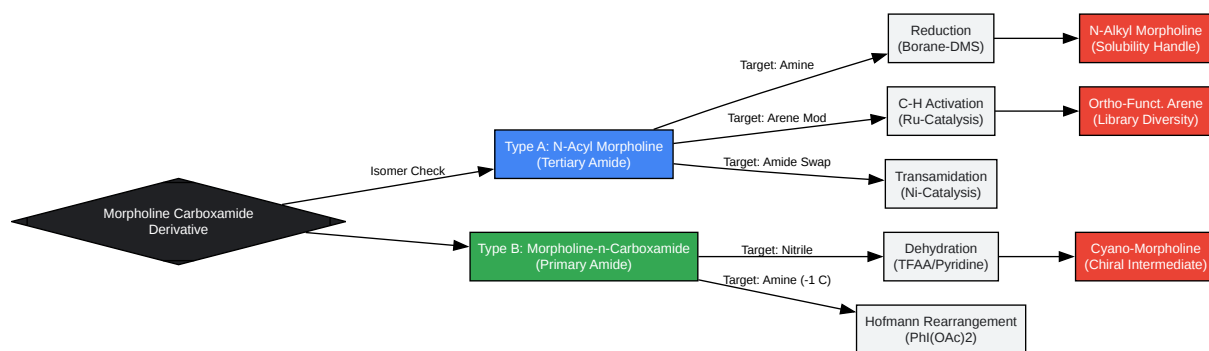 Morpholine Carboxamide
Derivative
Isomer Check
Type A: N-Acyl Morpholine
(Tertiary Amide)
Type B: Morpholine-n-Carboxamide
(Primary Amide)
Target: Amine
Target: Arene Mod
Target: Amide Swap
Target: Nitrile
Target: Amine (-1 C)
Reduction
(Borane-DMS)
C-H Activation
(Ru-Catalysis)
Transamidation
(Ni-Catalysis)
Dehydration
(TFAA/Pyridine)
Hofmann Rearrangement
(PhI(OAc)2)
N-Alkyl Morpholine
(Solubility Handle)
Ortho-Funct. Arene
(Library Diversity)
Cyano-Morpholine
(Chiral Intermediate)